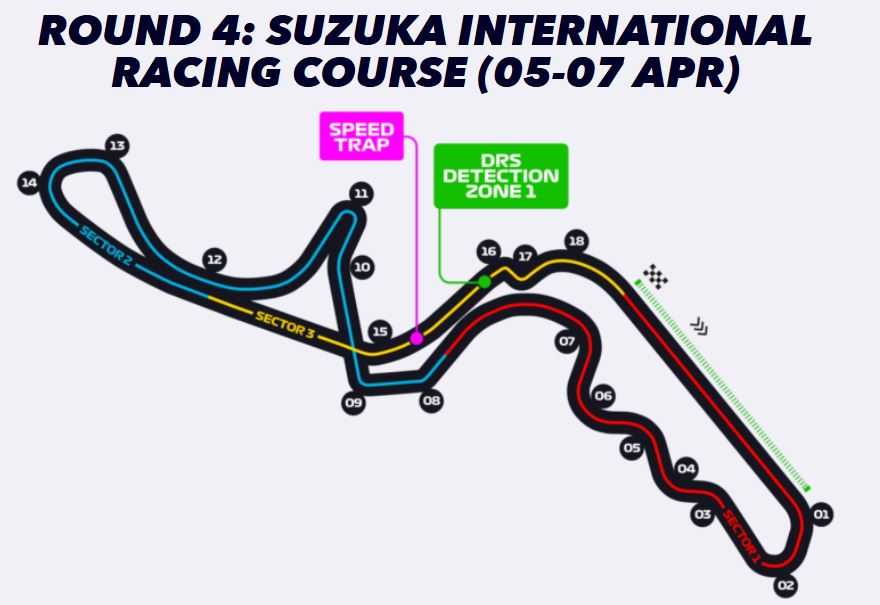 ROUND 4: SUZUKA INTERNATIONAL
RACING COURSE (05-07 APR)
SPEED
TRAP
DRS
DETECTION
ZONE 1
13
14
11
12
10
SECTOR 2
SECTOR 3
15
16
17
18
09
08
07
06
05
04
03
SECTOR 1
01
02